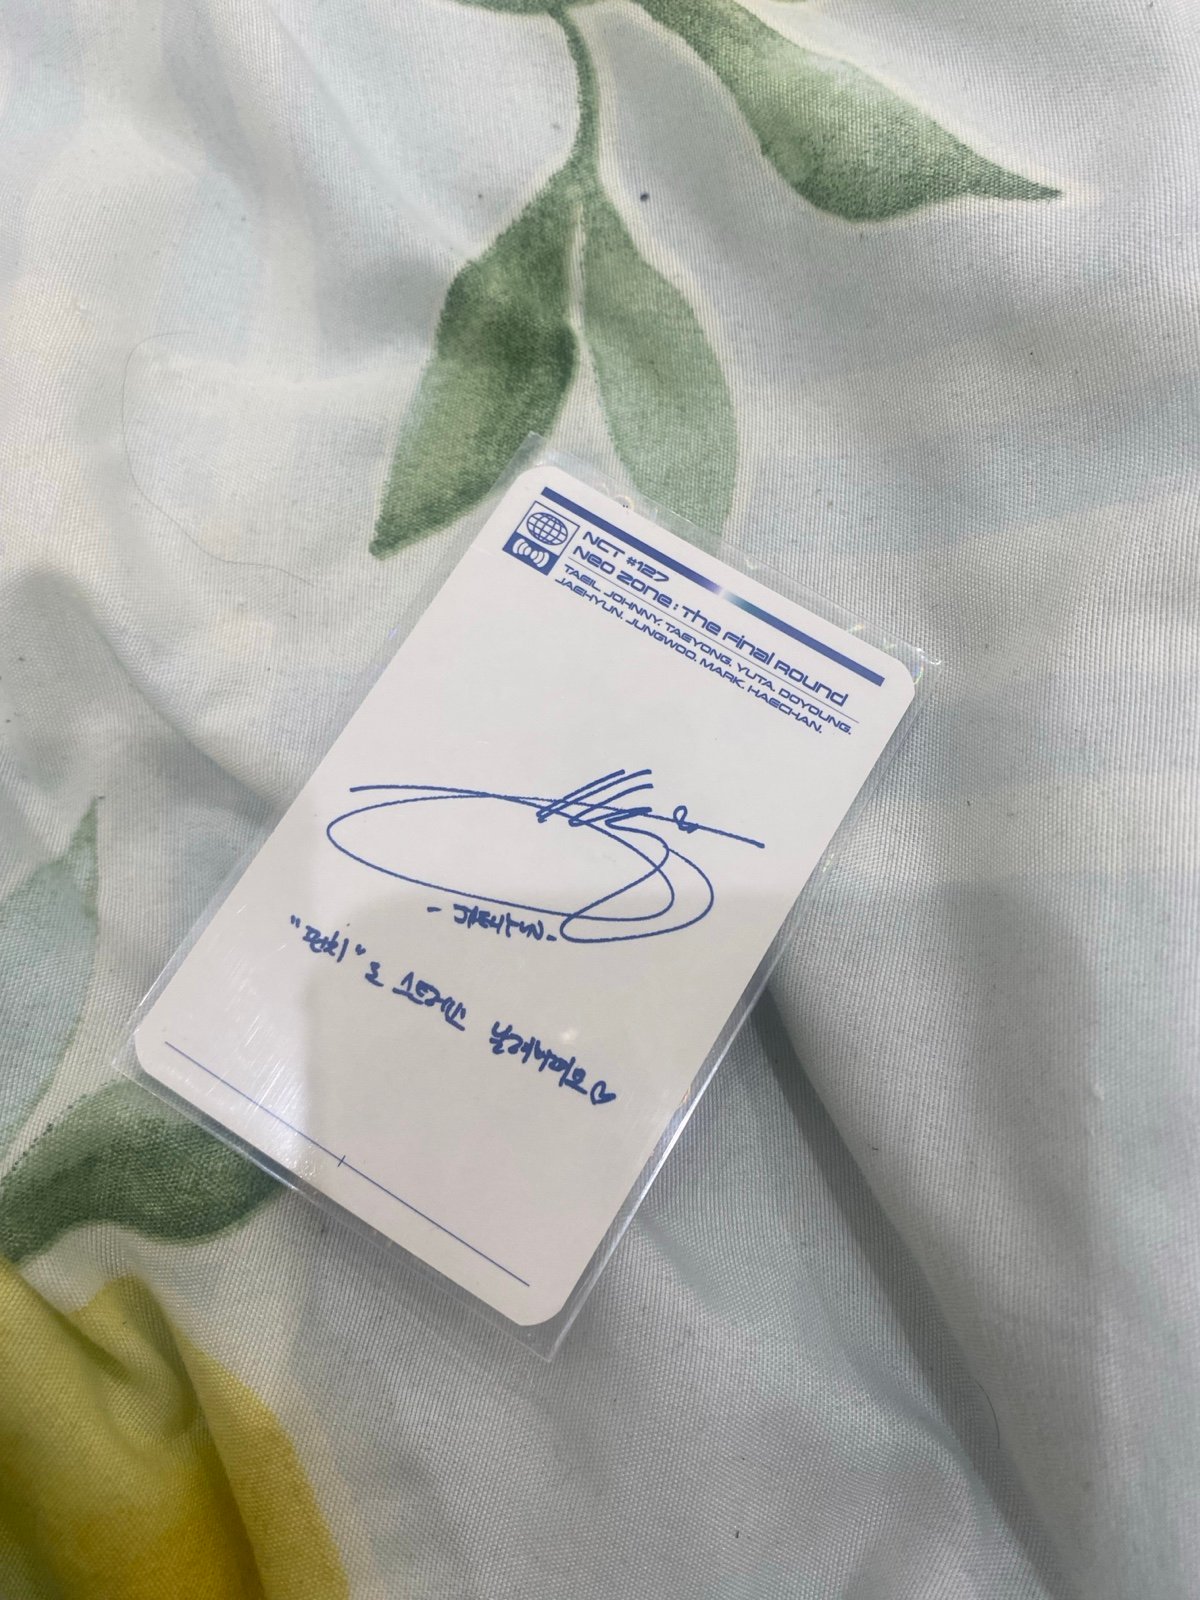 NCT #127
Neo Zone : The Final Round
TAEIL. JOHNNY. TAEYONG. YUTA. DOYOUNG.
JAEHYUN. JUNGWOO. MARK. HAECHAN.
- JAEHYUN -
"펀치"로 스트레스 날려버려요♡